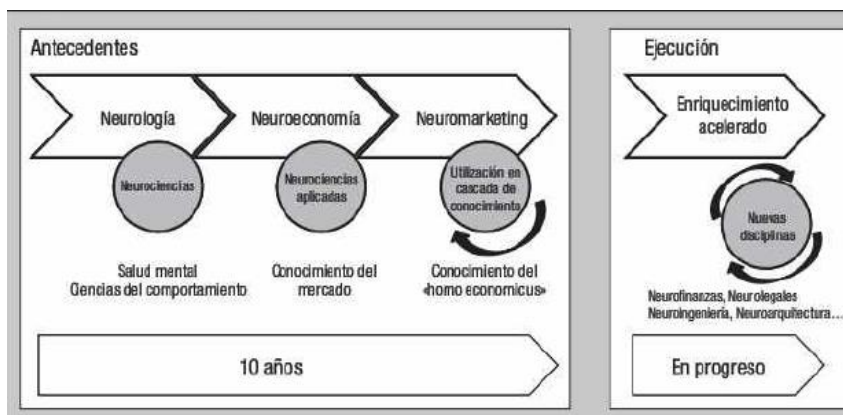 Antecedentes
Neurología
Neuroeconomía
Neuromarketing
Neurociencias
Neurociencias
aplicadas
Utilización en
cascada de
conocimiento
Salud mental
Ciencias del comportamiento
Conocimiento del
mercado
Conocimiento del
«homo economicus»
10 años
Ejecución
Enriquecimiento
acelerado
Nuevas
disciplinas
Neurofinanzas, Neurolegales
Neuroingeniería, Neuroarquitectura…
En progreso